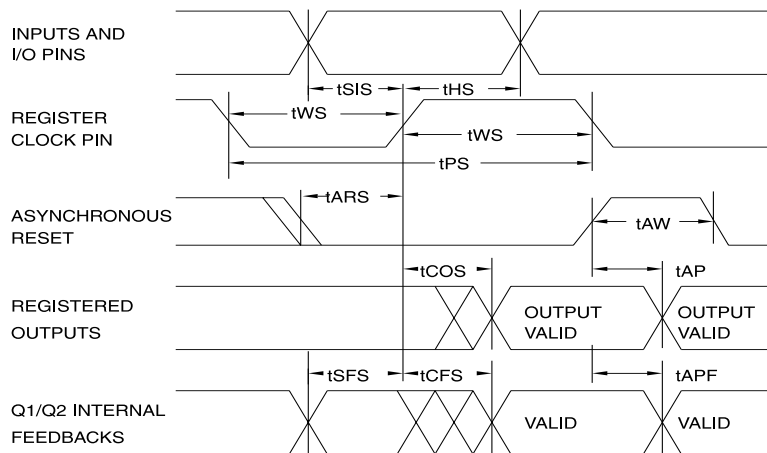 INPUTS AND
I/O PINS
tSIS
tHS
REGISTER
CLOCK PIN
tWS
tWS
tPS
ASYNCHRONOUS
RESET
tARS
tAW
tCOS
tAP
REGISTERED
OUTPUTS
OUTPUT
VALID
OUTPUT
VALID
tSFS
tCFS
tAPF
Q1/Q2 INTERNAL
FEEDBACKS
VALID
VALID